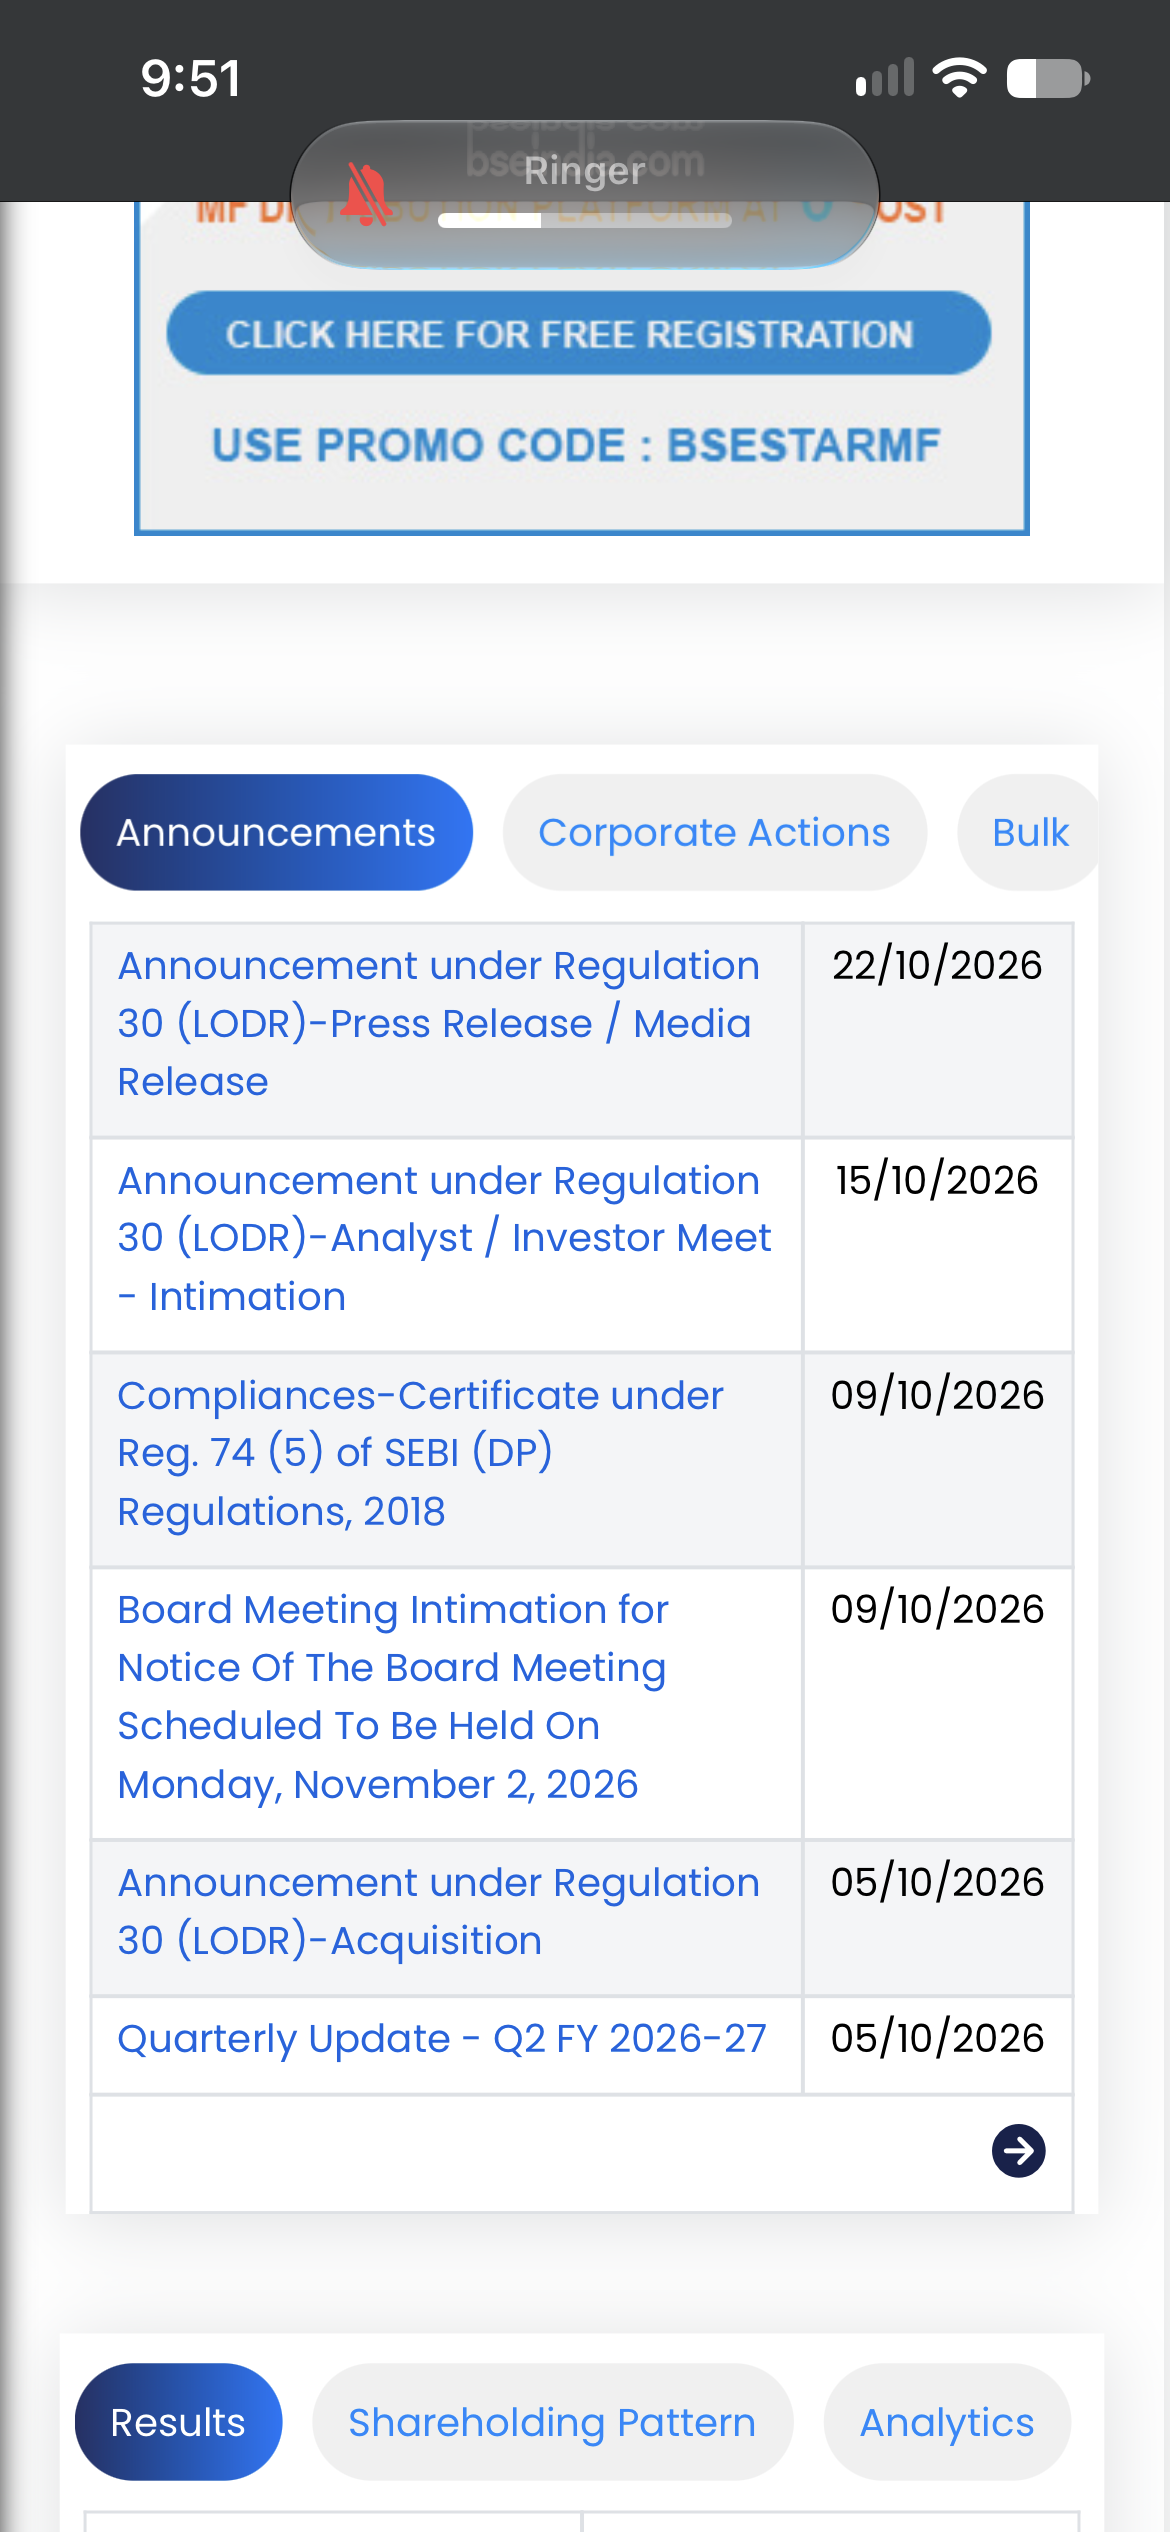 9:51
bseindia.com
Ringer
CLICK HERE FOR FREE REGISTRATION
USE PROMO CODE : BSESTARMF
Announcements
Corporate Actions
Bulk
Announcement under Regulation
30 (LODR)-Press Release / Media
Release
22/10/2026
Announcement under Regulation
30 (LODR)-Analyst / Investor Meet
- Intimation
15/10/2026
Compliances-Certificate under
Reg. 74 (5) of SEBI (DP)
Regulations, 2018
09/10/2026
Board Meeting Intimation for
Notice Of The Board Meeting
Scheduled To Be Held On
Monday, November 2, 2026
09/10/2026
Announcement under Regulation
30 (LODR)-Acquisition
05/10/2026
Quarterly Update - Q2 FY 2026-27
05/10/2026
Results
Shareholding Pattern
Analytics